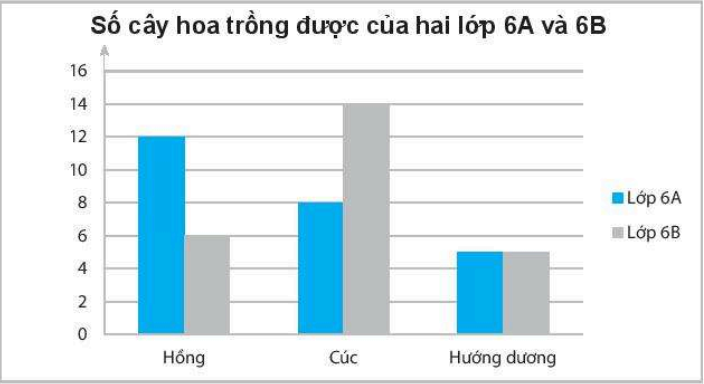 Số cây hoa trồng được của hai lớp 6A và 6B
16
14
12
10
8
6
4
2
0
Hồng Cúc Hướng dương
Lớp 6A
Lớp 6B